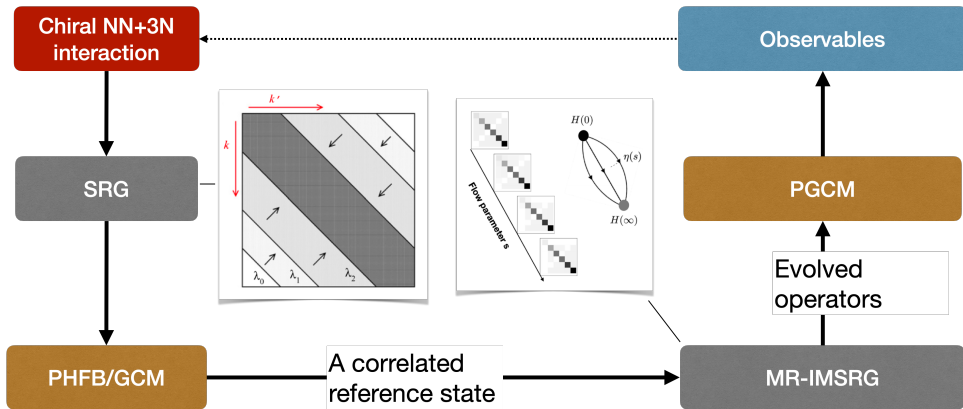 Chiral NN+3N
interaction
Observables
SRG
k'
k
λ₀ λ₁ λ₂
Flow parameter s
H(0)
η(s)
H(∞)
PGCM
Evolved
operators
PHFB/GCM
A correlated
reference state
MR-IMSRG